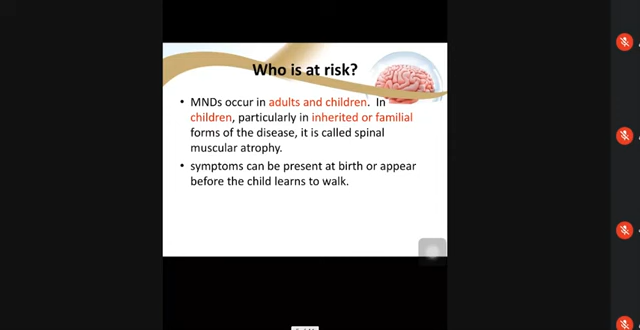 Who is at risk?
• MNDs occur in adults and children. In
children, particularly in inherited or familial
forms of the disease, it is called spinal
muscular atrophy.
• symptoms can be present at birth or appear
before the child learns to walk.